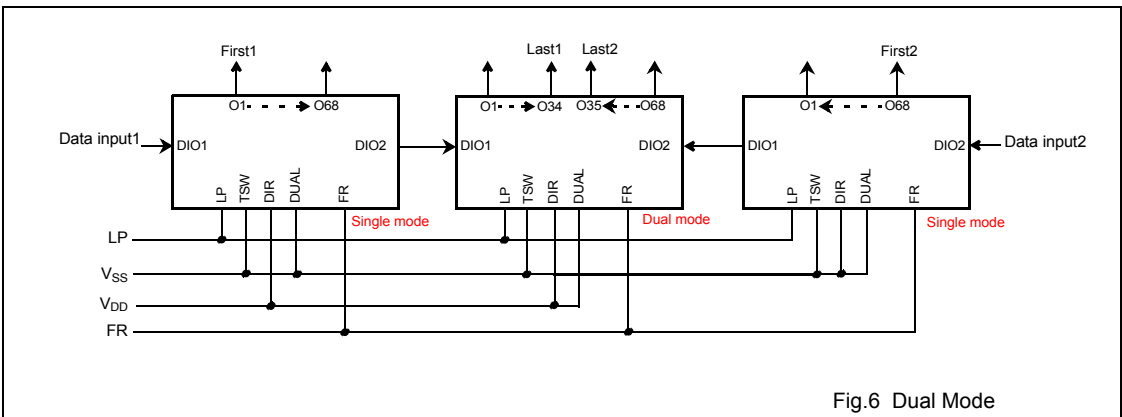 First1 Last1 Last2 First2
O1 O68 O1 O34 O35 O68 O1 O68
Data input1 DIO1 DIO2 DIO1 DIO2 DIO1 DIO2 Data input2
LP TSW DIR DUAL FR LP TSW DIR DUAL FR LP TSW DIR DUAL FR
Single mode Dual mode Single mode
LP
VSS
VDD
FR
Fig.6 Dual Mode